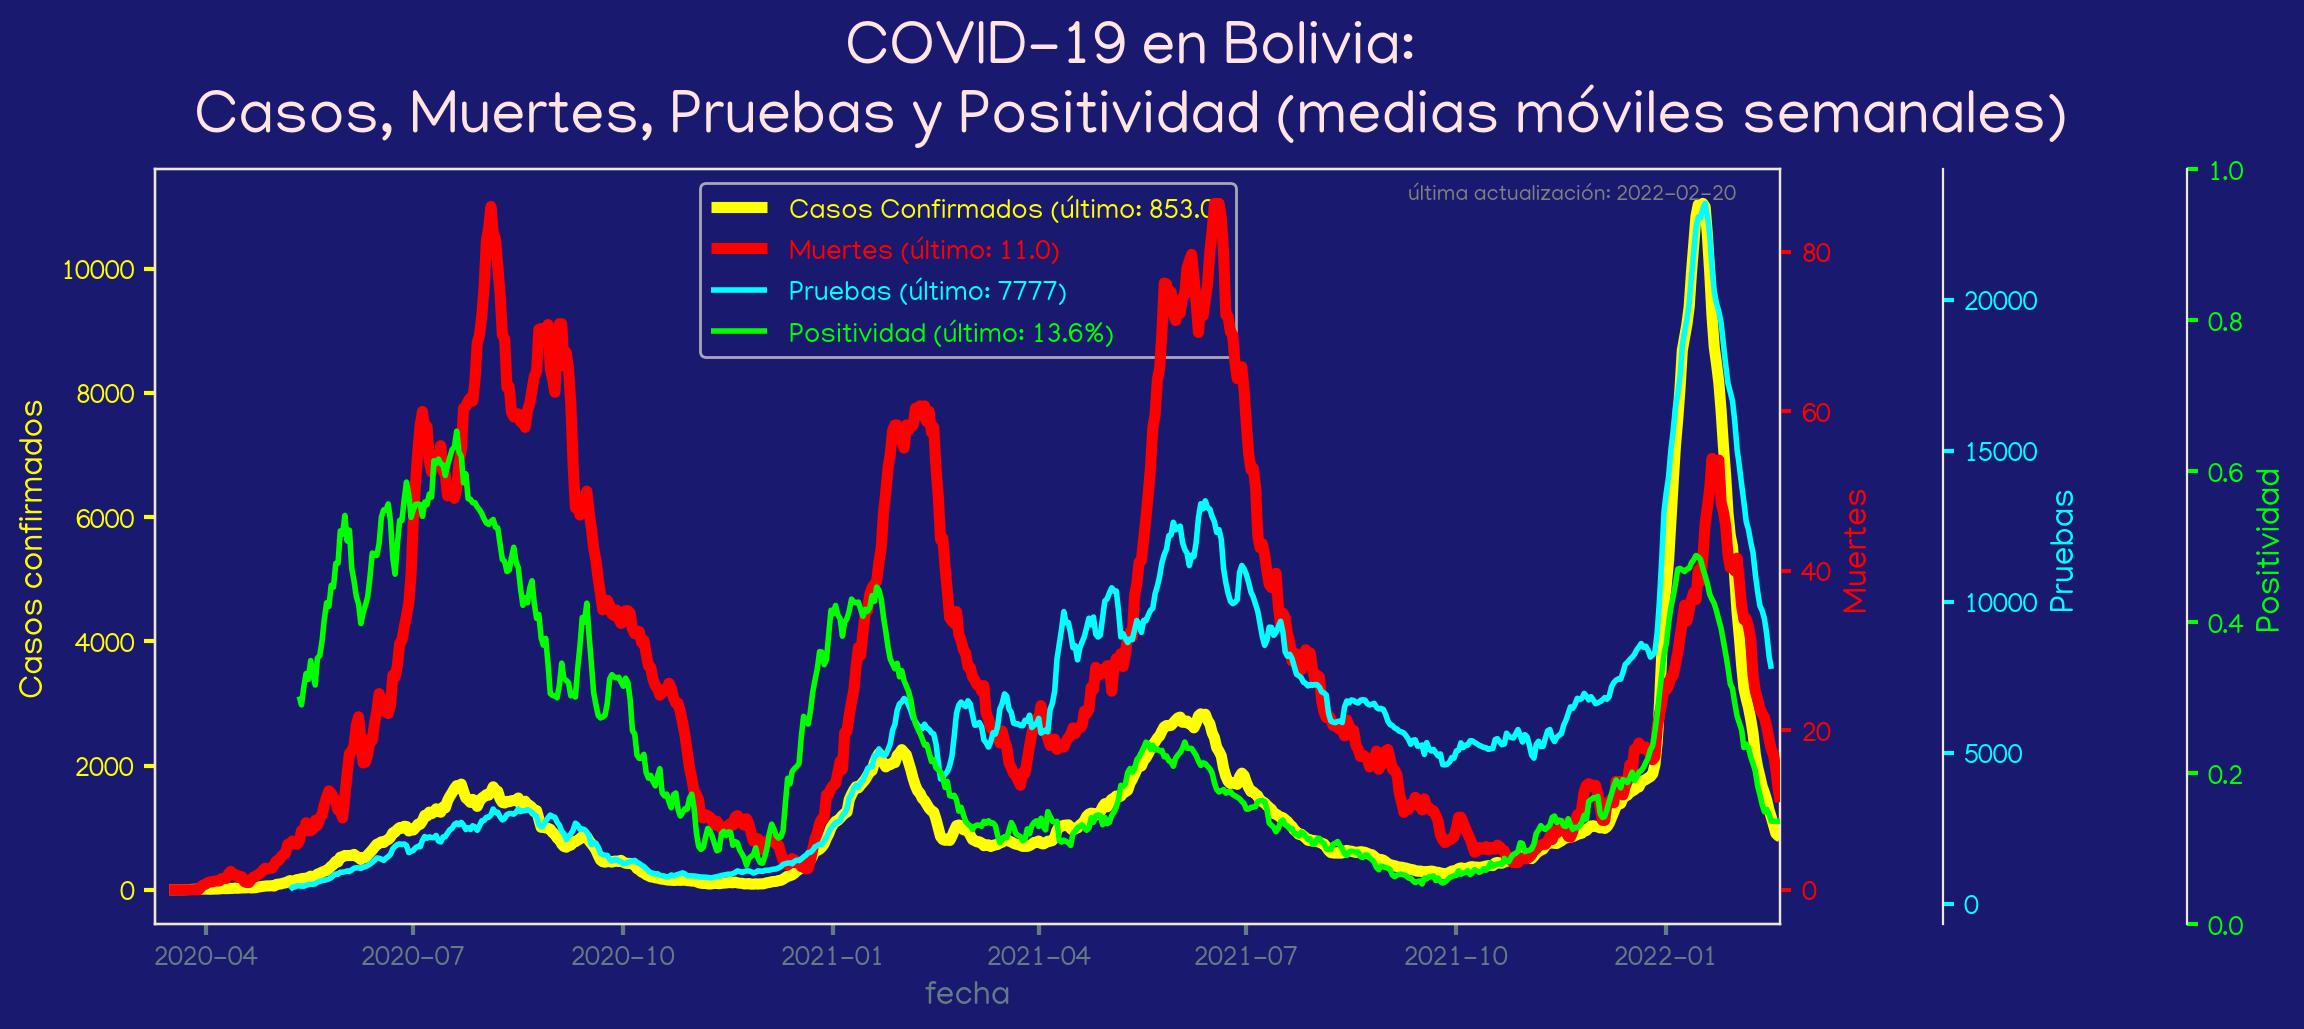 COVID-19 en Bolivia:
Casos, Muertes, Pruebas y Positividad (medias móviles semanales)
última actualización: 2022-02-20
Casos Confirmados (último: 853.0
Muertes (último: 11.0)
Pruebas (último: 7777)
Positividad (último: 13.6%)
Casos confirmados
10000
8000
6000
4000
2000
0
80
60
40
20
0
Muertes
20000
15000
10000
5000
0
Pruebas
1.0
0.8
0.6
0.4
0.2
0.0
Positividad
2020-04 2020-07 2020-10 2021-01 2021-04 2021-07 2021-10 2022-01
fecha